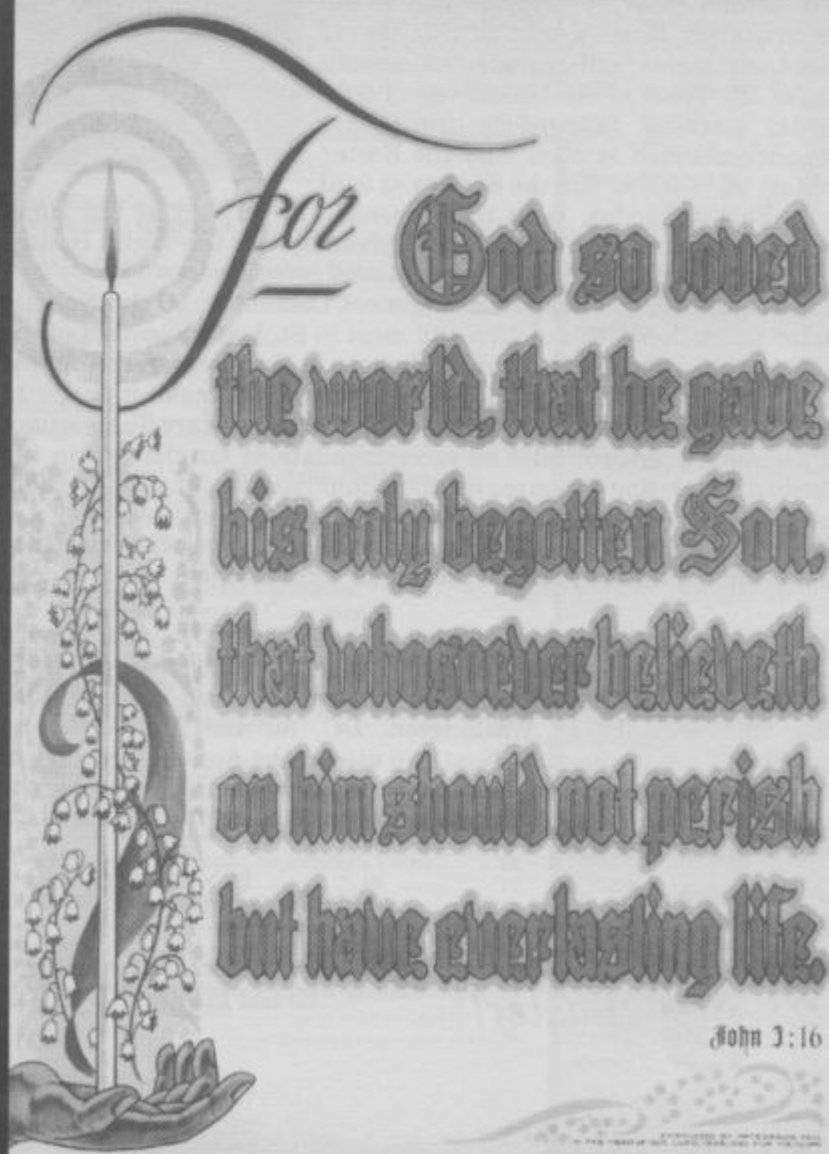 For God so loved
the world, that he gave
his only begotten Son,
that whosoever believeth
on him should not perish
but have everlasting life.
John 3:16